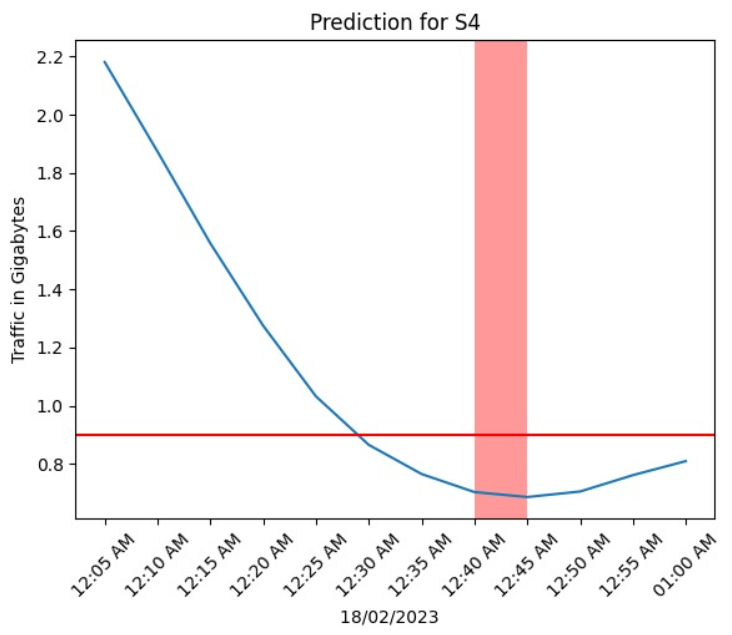 Prediction for S4
Traffic in Gigabytes
2.2
2.0
1.8
1.6
1.4
1.2
1.0
0.8
12:05 AM
12:10 AM
12:15 AM
12:20 AM
12:25 AM
12:30 AM
12:35 AM
12:40 AM
12:45 AM
12:50 AM
12:55 AM
01:00 AM
18/02/2023